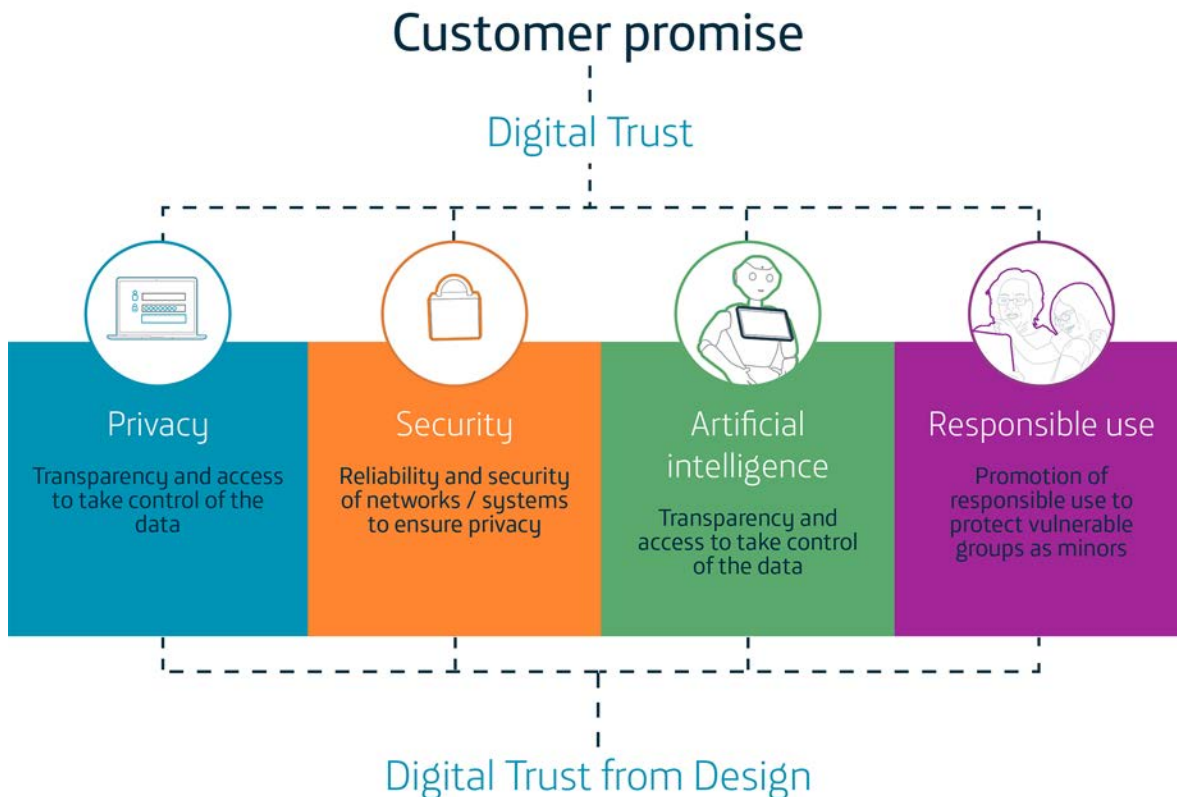 Customer promise
Digital Trust
Privacy
Transparency and access
to take control of the
data
Security
Reliability and security
of networks / systems
to ensure privacy
Artificial
intelligence
Transparency and
access to take control
of the data
Responsible use
Promotion of
responsible use to
protect vulnerable
groups as minors
Digital Trust from Design